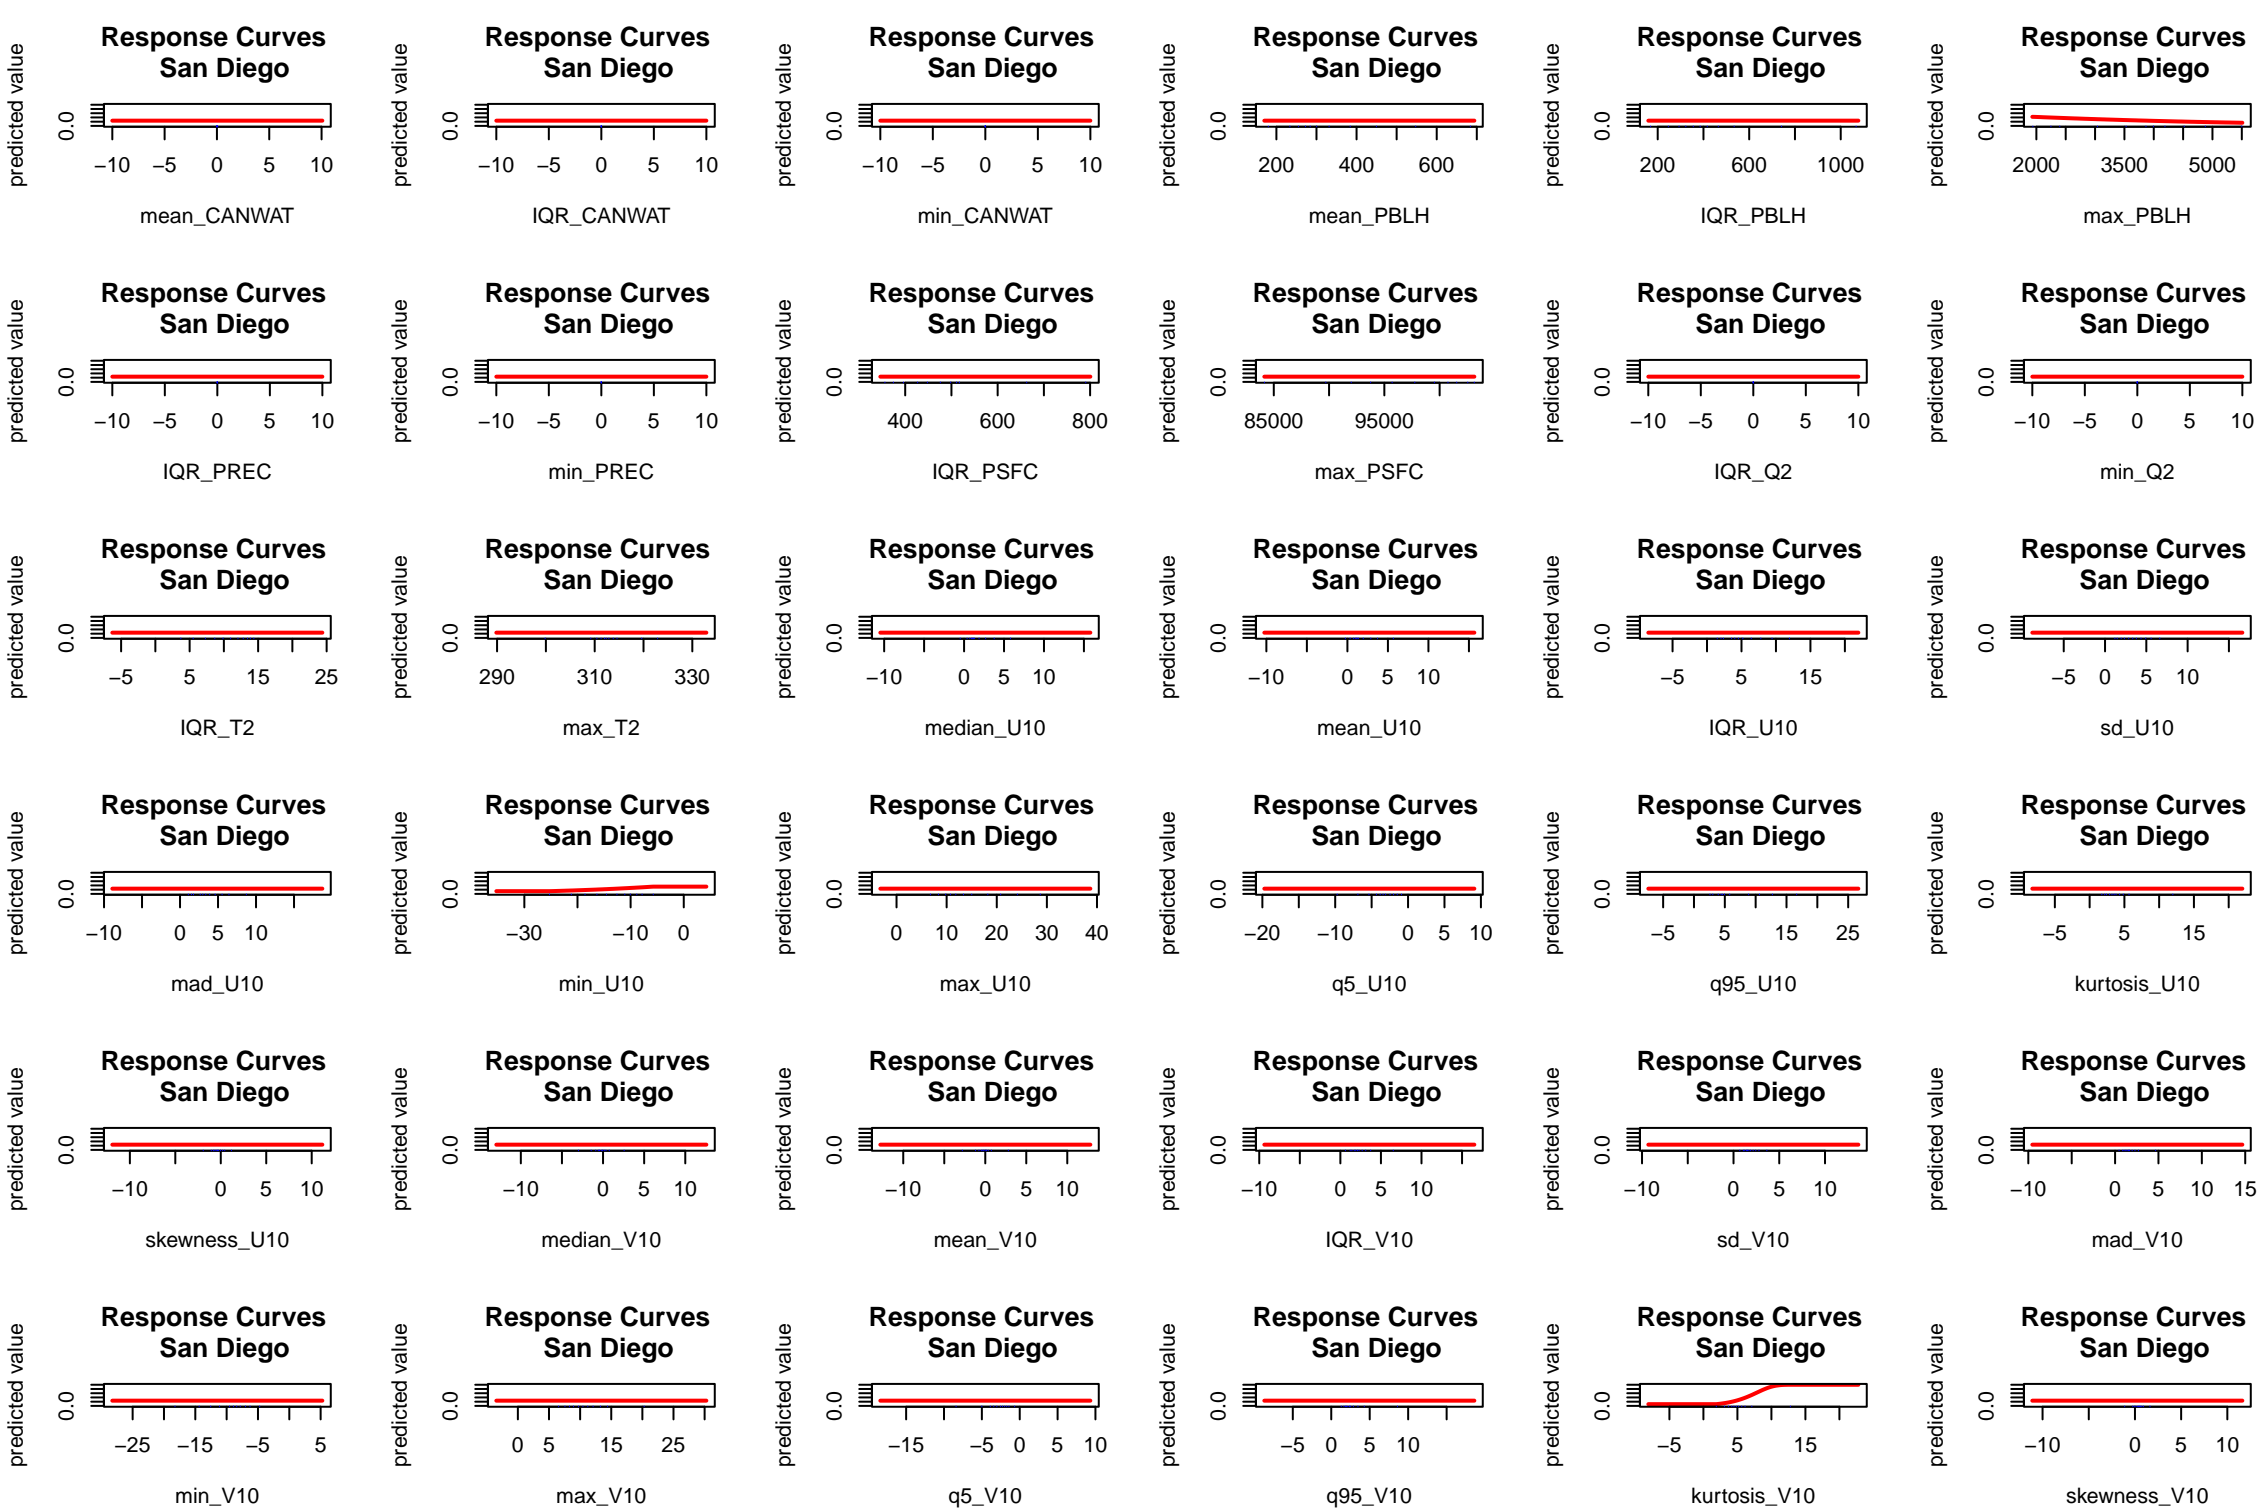 Response Curves
San Diego
predicted value
0.0
−10 −5 0 5 10
mean_CANWAT
Response Curves
San Diego
predicted value
0.0
−10 −5 0 5 10
IQR_CANWAT
Response Curves
San Diego
predicted value
0.0
−10 −5 0 5 10
min_CANWAT
Response Curves
San Diego
predicted value
0.0
200 400 600
mean_PBLH
Response Curves
San Diego
predicted value
0.0
200 600 1000
IQR_PBLH
Response Curves
San Diego
predicted value
0.0
2000 3500 5000
max_PBLH
Response Curves
San Diego
predicted value
0.0
−10 −5 0 5 10
IQR_PREC
Response Curves
San Diego
predicted value
0.0
−10 −5 0 5 10
min_PREC
Response Curves
San Diego
predicted value
0.0
400 600 800
IQR_PSFC
Response Curves
San Diego
predicted value
0.0
85000 95000
max_PSFC
Response Curves
San Diego
predicted value
0.0
−10 −5 0 5 10
IQR_Q2
Response Curves
San Diego
predicted value
0.0
−10 −5 0 5 10
min_Q2
Response Curves
San Diego
predicted value
0.0
−5 5 15 25
IQR_T2
Response Curves
San Diego
predicted value
0.0
290 310 330
max_T2
Response Curves
San Diego
predicted value
0.0
−10 0 5 10
median_U10
Response Curves
San Diego
predicted value
0.0
−10 0 5 10
mean_U10
Response Curves
San Diego
predicted value
0.0
−5 5 15
IQR_U10
Response Curves
San Diego
predicted value
0.0
−5 0 5 10
sd_U10
Response Curves
San Diego
predicted value
0.0
−10 0 5 10
mad_U10
Response Curves
San Diego
predicted value
0.0
−30 −10 0
min_U10
Response Curves
San Diego
predicted value
0.0
0 10 20 30 40
max_U10
Response Curves
San Diego
predicted value
0.0
−20 −10 0 5 10
q5_U10
Response Curves
San Diego
predicted value
0.0
−5 5 15 25
q95_U10
Response Curves
San Diego
predicted value
0.0
−5 5 15
kurtosis_U10
Response Curves
San Diego
predicted value
0.0
−10 0 5 10
skewness_U10
Response Curves
San Diego
predicted value
0.0
−10 0 5 10
median_V10
Response Curves
San Diego
predicted value
0.0
−10 0 5 10
mean_V10
Response Curves
San Diego
predicted value
0.0
−10 0 5 10
IQR_V10
Response Curves
San Diego
predicted value
0.0
−10 0 5 10
sd_V10
Response Curves
San Diego
predicted value
0.0
−10 0 5 10 15
mad_V10
Response Curves
San Diego
predicted value
0.0
−25 −15 −5 5
min_V10
Response Curves
San Diego
predicted value
0.0
0 5 15 25
max_V10
Response Curves
San Diego
predicted value
0.0
−15 −5 0 5 10
q5_V10
Response Curves
San Diego
predicted value
0.0
−5 0 5 10
q95_V10
Response Curves
San Diego
predicted value
0.0
−5 5 15
kurtosis_V10
Response Curves
San Diego
predicted value
0.0
−10 0 5 10
skewness_V10